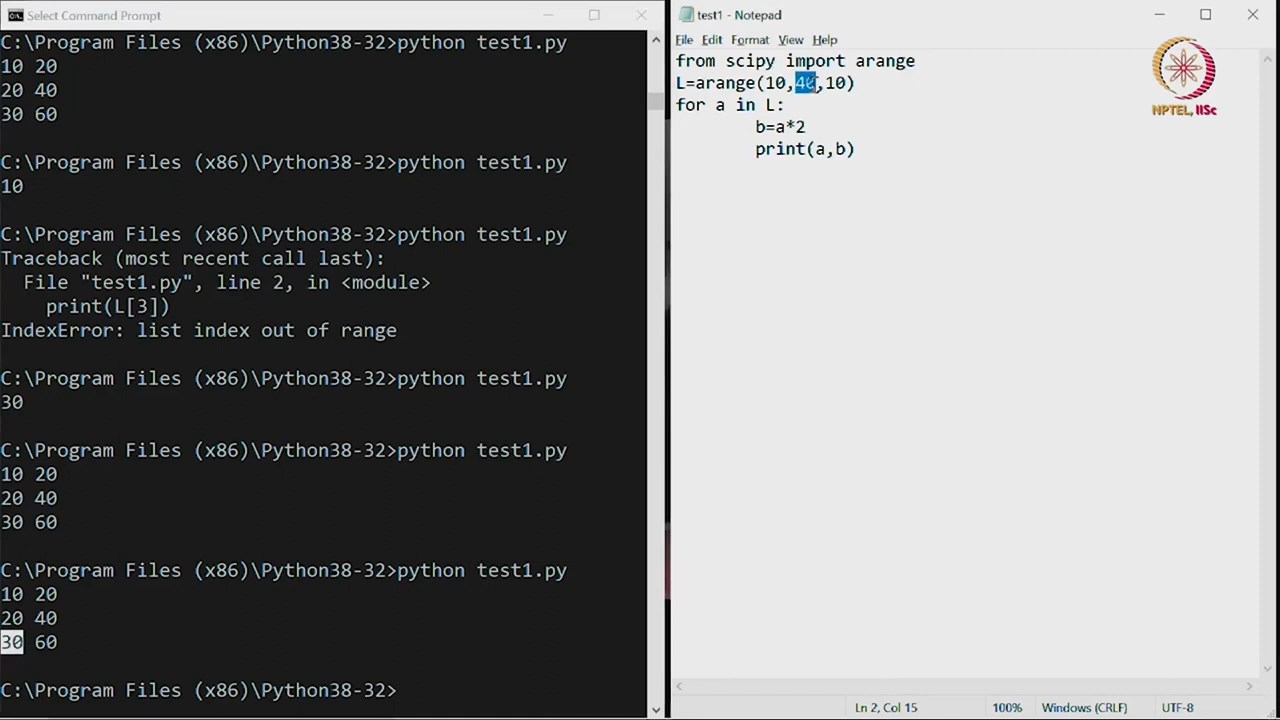 Select Command Prompt
C:\Program Files (x86)\Python38-32>python test1.py
10 20
20 40
30 60
C:\Program Files (x86)\Python38-32>python test1.py
10
C:\Program Files (x86)\Python38-32>python test1.py
Traceback (most recent call last):
  File "test1.py", line 2, in <module>
    print(L[3])
IndexError: list index out of range
C:\Program Files (x86)\Python38-32>python test1.py
30
C:\Program Files (x86)\Python38-32>python test1.py
10 20
20 40
30 60
C:\Program Files (x86)\Python38-32>python test1.py
10 20
20 40
30 60
C:\Program Files (x86)\Python38-32>
test1 - Notepad
File Edit Format View Help
from scipy import arange
L=arange(10,40,10)
for a in L:
        b=a*2
        print(a,b)
NPTEL, IISc
Ln 2, Col 15 100% Windows (CRLF) UTF-8